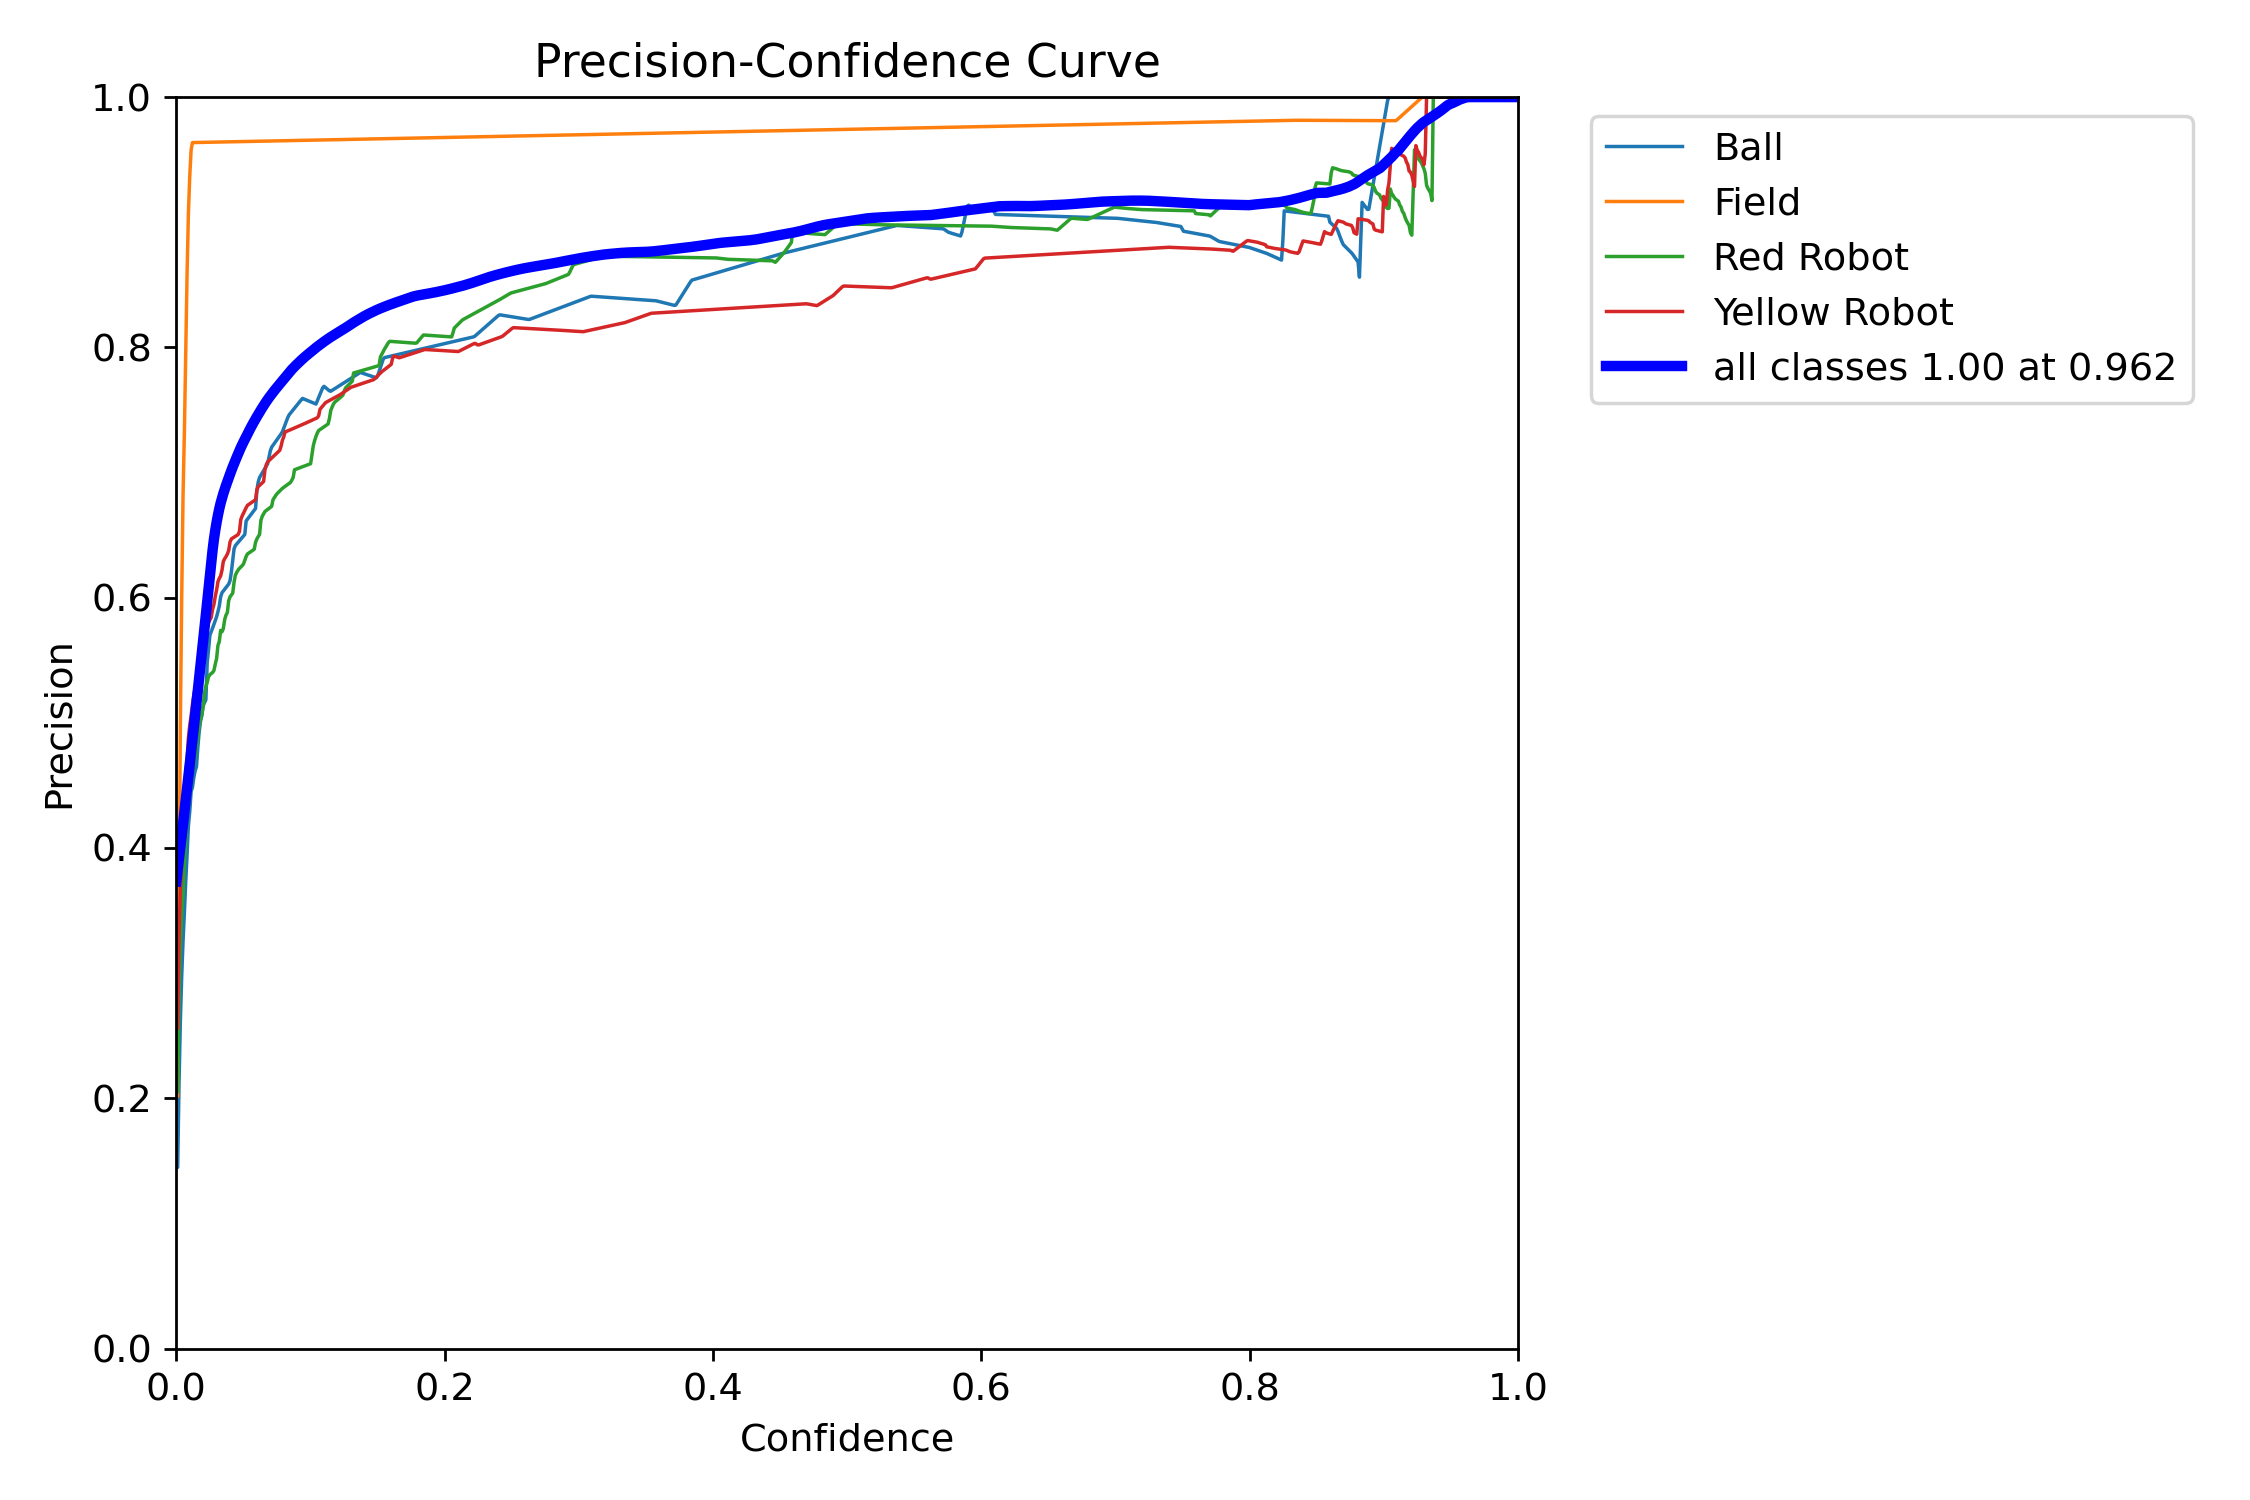 Precision-Confidence Curve
1.0
0.8
0.6
0.4
0.2
0.0
Precision
0.0 0.2 0.4 0.6 0.8 1.0
Confidence
Ball
Field
Red Robot
Yellow Robot
all classes 1.00 at 0.962